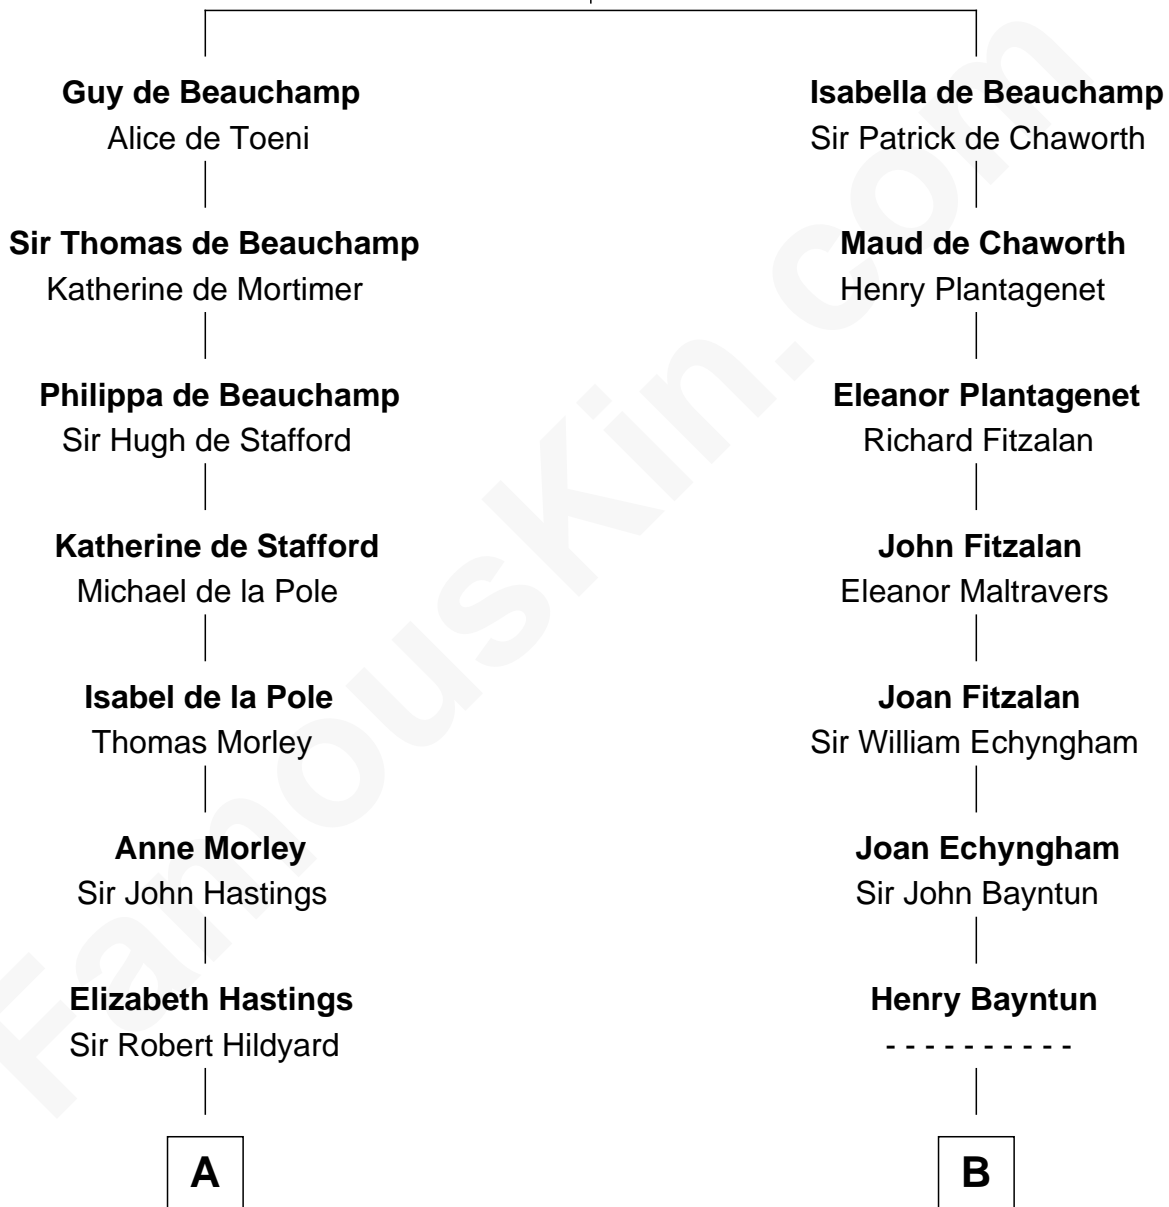 Guy de Beauchamp
Alice de Toeni
Sir Thomas de Beauchamp
Katherine de Mortimer
Philippa de Beauchamp
Sir Hugh de Stafford
Katherine de Stafford
Michael de la Pole
Isabel de la Pole
Thomas Morley
Anne Morley
Sir John Hastings
Elizabeth Hastings
Sir Robert Hildyard
A
Isabella de Beauchamp
Sir Patrick de Chaworth
Maud de Chaworth
Henry Plantagenet
Eleanor Plantagenet
Richard Fitzalan
John Fitzalan
Eleanor Maltravers
Joan Fitzalan
Sir William Echyngham
Joan Echyngham
Sir John Bayntun
Henry Bayntun
- - - - - - - - - -
B
FamousKin.com